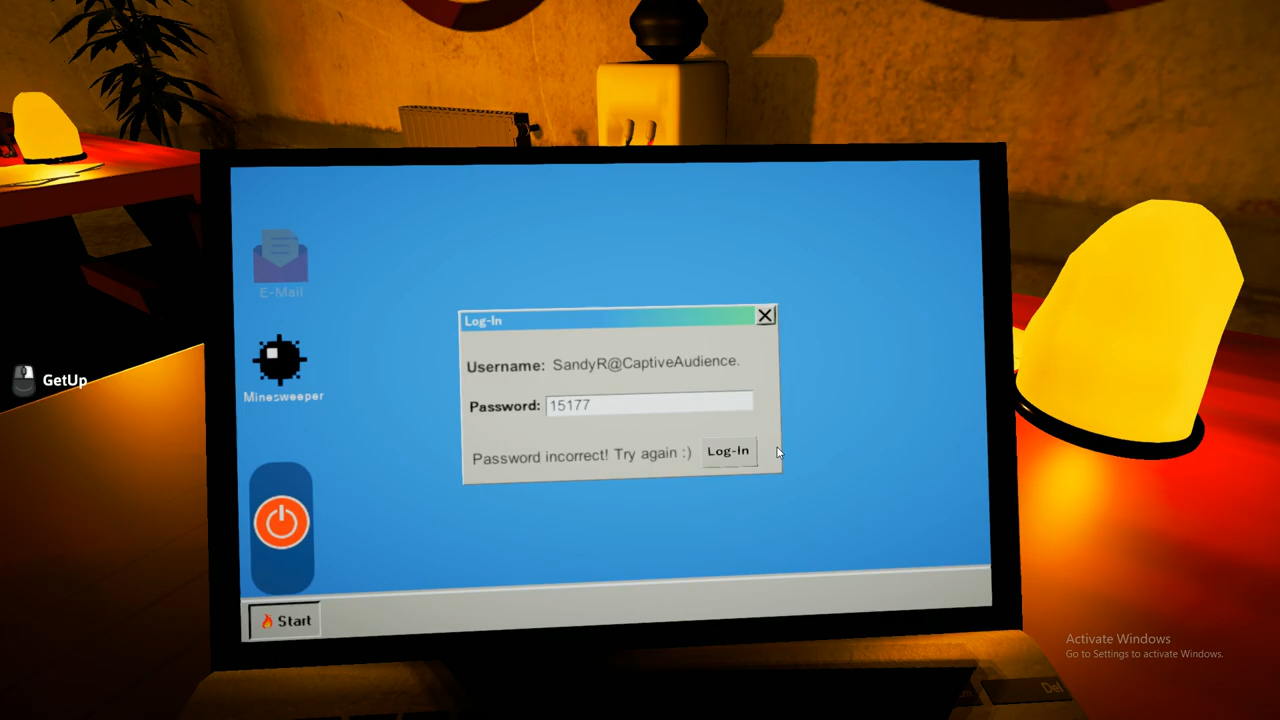 E-Mail
Log-In
Username: SandyR@CaptiveAudience.
Minesweeper
Password: 15177
Password incorrect! Try again :) Log-In
GetUp
Start
Activate Windows
Go to Settings to activate Windows.
Del